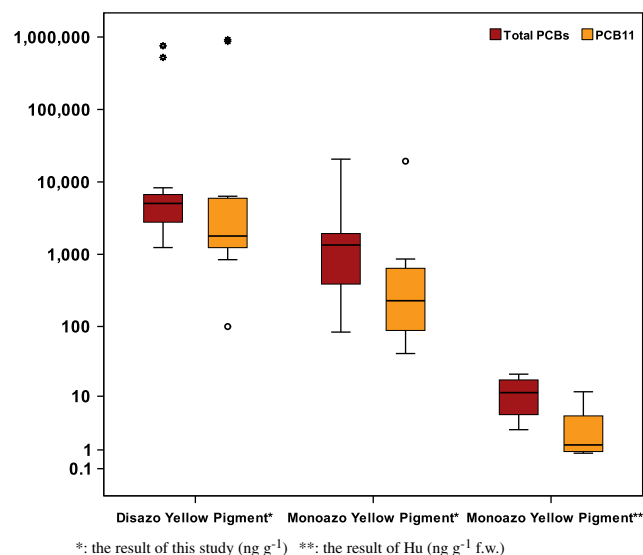 1,000,000
Total PCBs PCB11
100,000
10,000
1,000
100
10
1
0.1
Disazo Yellow Pigment* Monoazo Yellow Pigment* Monoazo Yellow Pigment**
*: the result of this study (ng g-1) **: the result of Hu (ng g-1 f.w.)